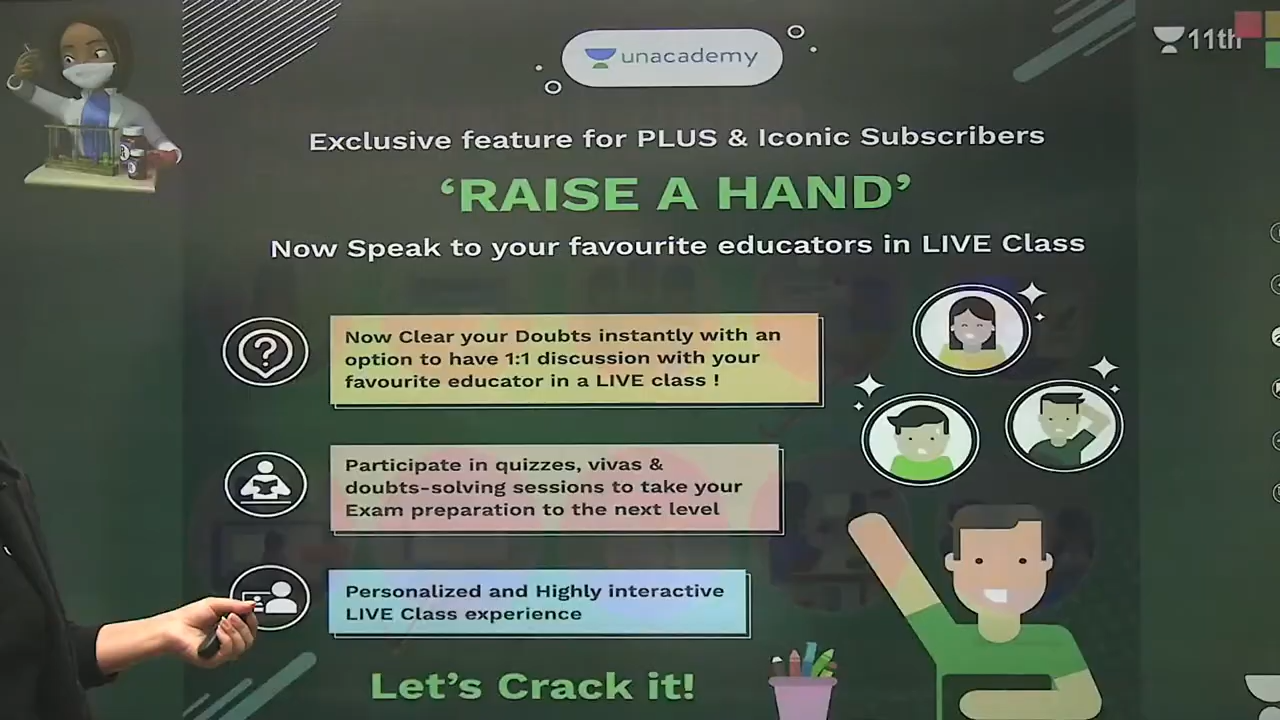 unacademy
11th
Exclusive feature for PLUS & Iconic Subscribers
‘RAISE A HAND’
Now Speak to your favourite educators in LIVE Class
Now Clear your Doubts instantly with an
option to have 1:1 discussion with your
favourite educator in a LIVE class !
Participate in quizzes, vivas &
doubts-solving sessions to take your
Exam preparation to the next level
Personalized and Highly interactive
LIVE Class experience
Let’s Crack it!